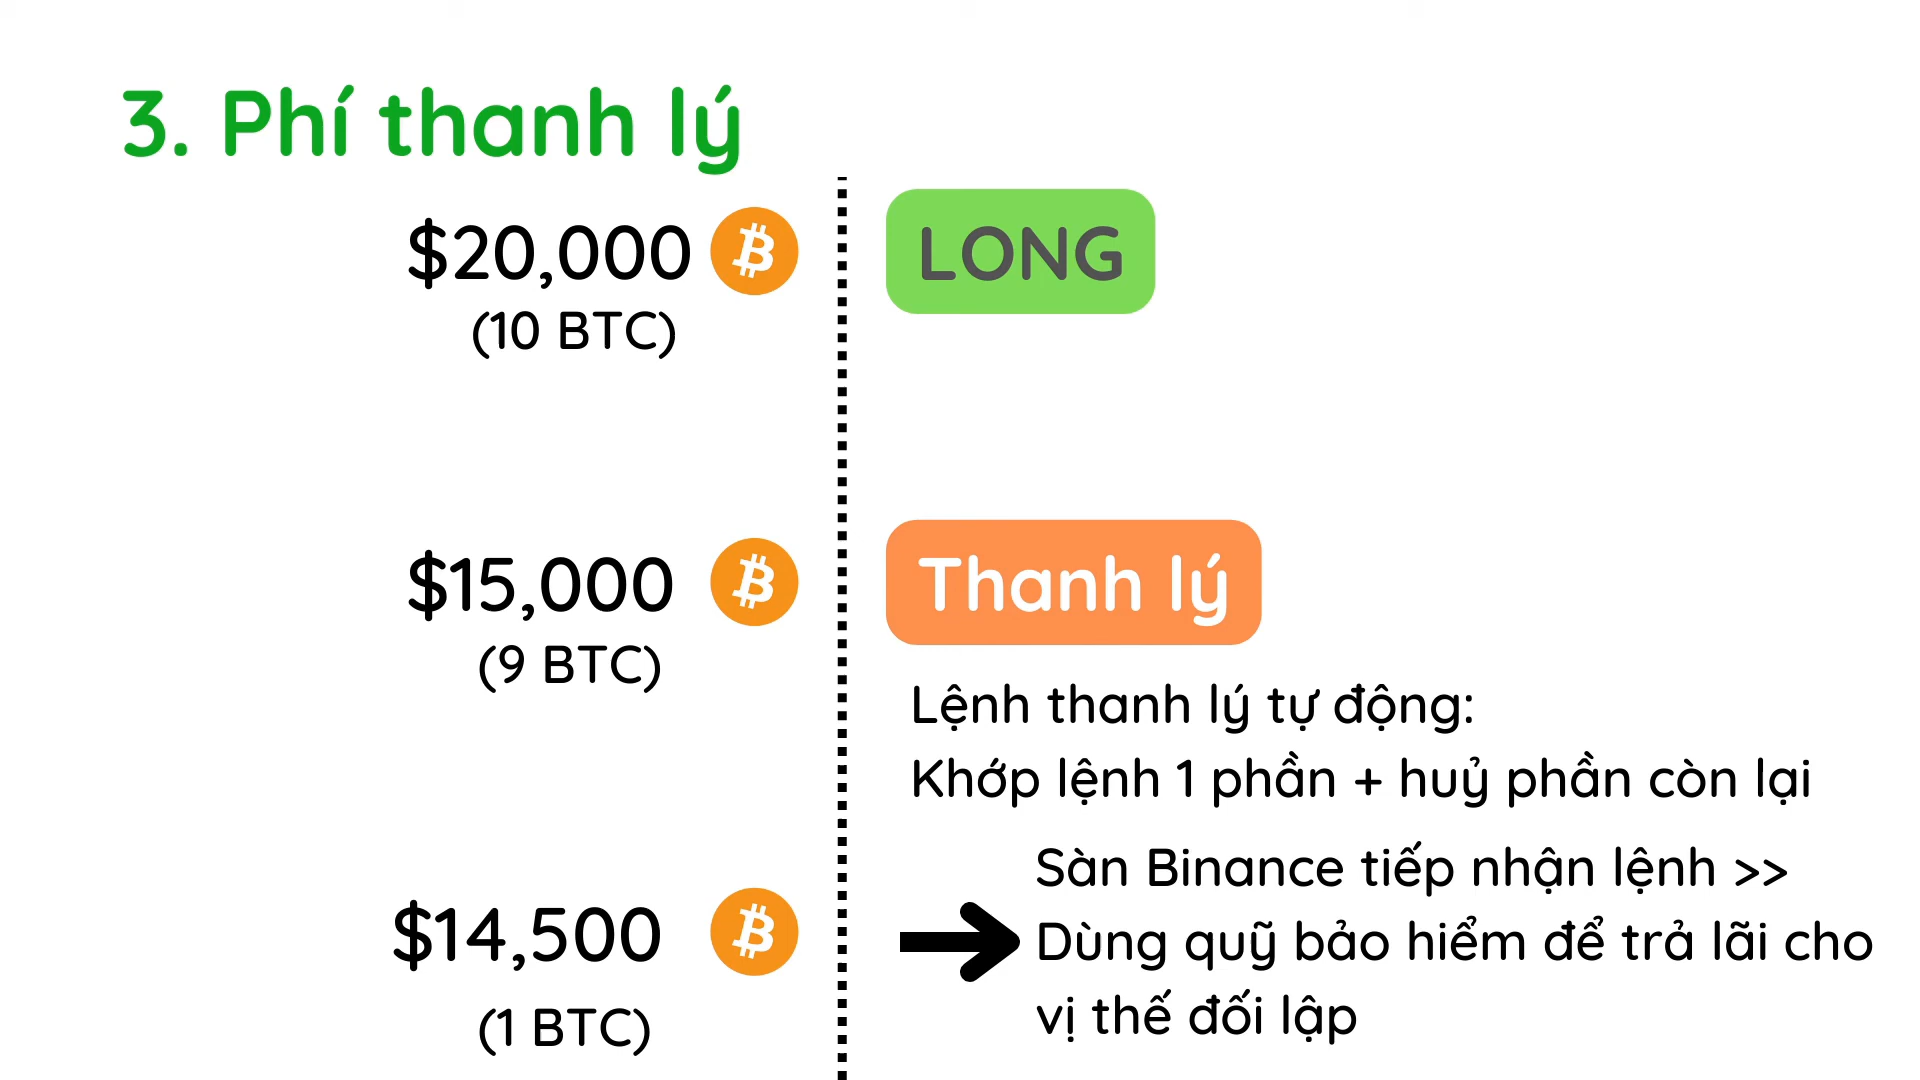 3. Phí thanh lý
$20,000
(10 BTC)
LONG
$15,000
(9 BTC)
Thanh lý
Lệnh thanh lý tự động:
Khớp lệnh 1 phần + huỷ phần còn lại
$14,500
(1 BTC)
Sàn Binance tiếp nhận lệnh >>
Dùng quỹ bảo hiểm để trả lãi cho
vị thế đối lập